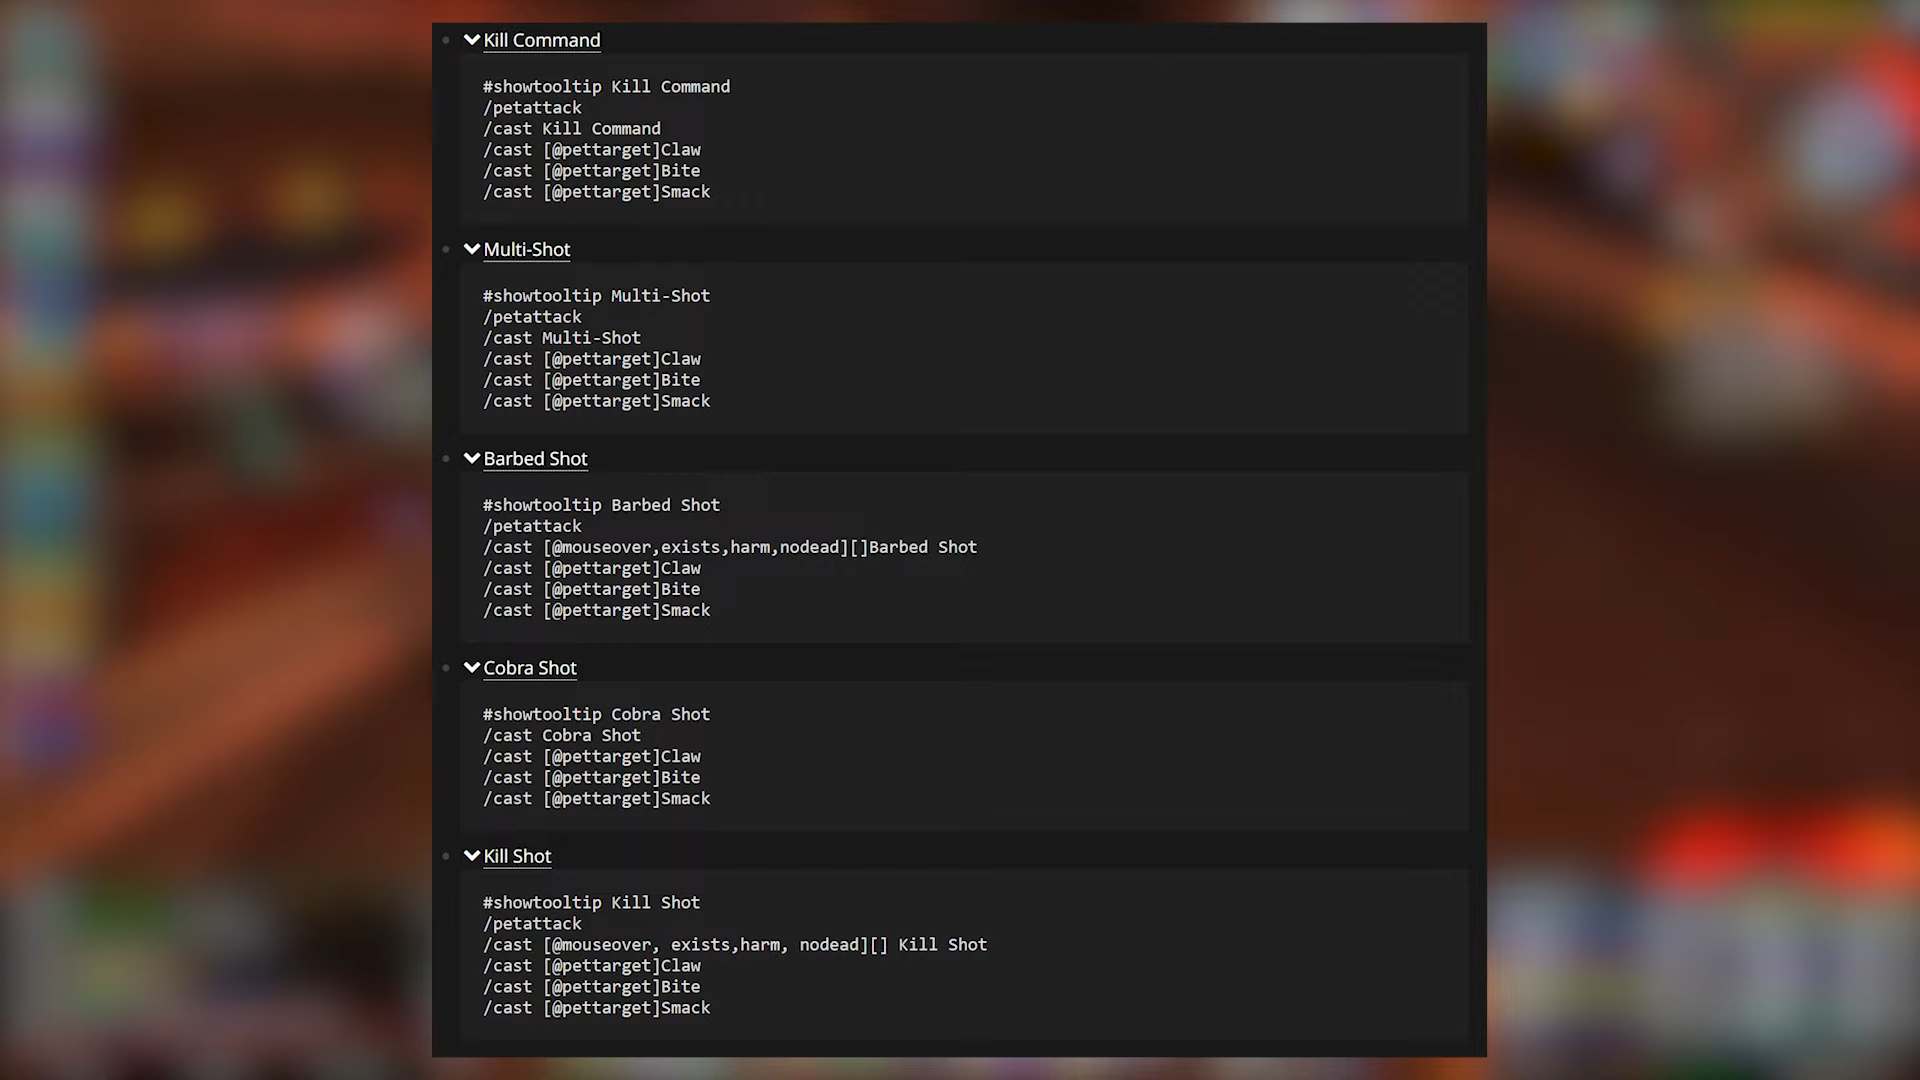 Kill Command
#showtooltip Kill Command
/petattack
/cast Kill Command
/cast [@pettarget]Claw
/cast [@pettarget]Bite
/cast [@pettarget]Smack
Multi-Shot
#showtooltip Multi-Shot
/petattack
/cast Multi-Shot
/cast [@pettarget]Claw
/cast [@pettarget]Bite
/cast [@pettarget]Smack
Barbed Shot
#showtooltip Barbed Shot
/petattack
/cast [@mouseover,exists,harm,nodead][]Barbed Shot
/cast [@pettarget]Claw
/cast [@pettarget]Bite
/cast [@pettarget]Smack
Cobra Shot
#showtooltip Cobra Shot
/cast Cobra Shot
/cast [@pettarget]Claw
/cast [@pettarget]Bite
/cast [@pettarget]Smack
Kill Shot
#showtooltip Kill Shot
/petattack
/cast [@mouseover, exists,harm, nodead][] Kill Shot
/cast [@pettarget]Claw
/cast [@pettarget]Bite
/cast [@pettarget]Smack